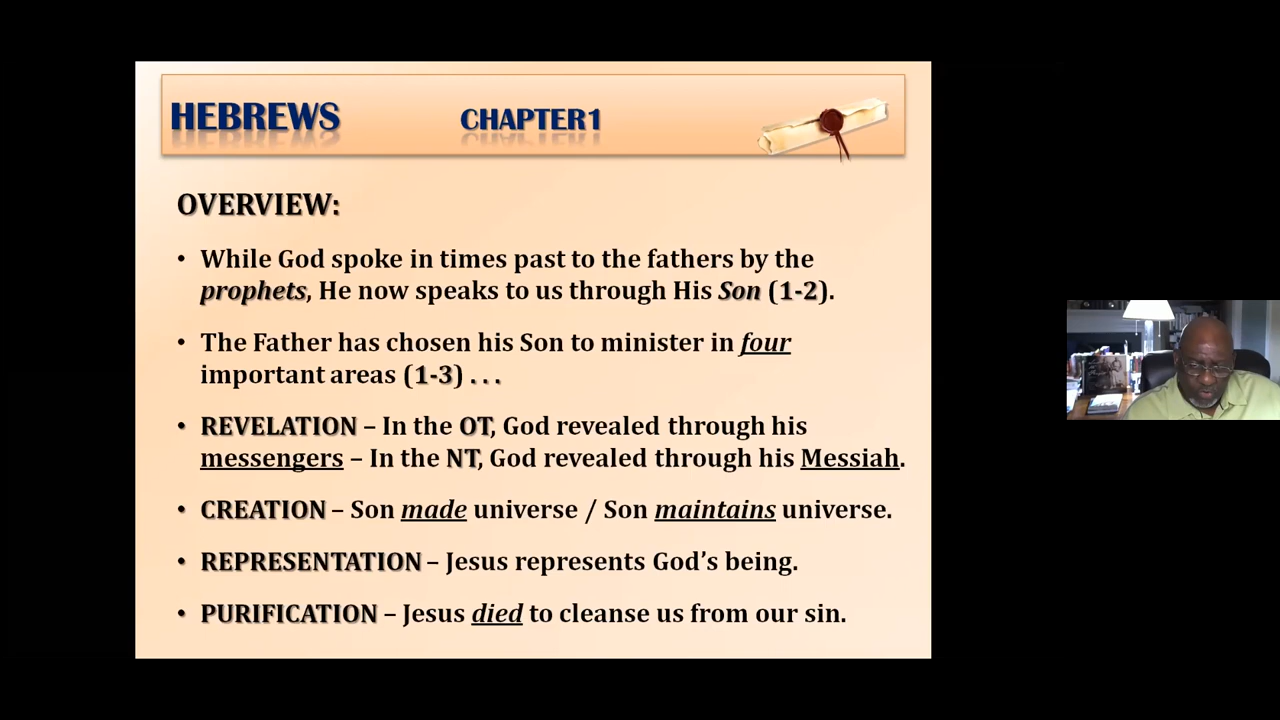 HEBREWS CHAPTER1
OVERVIEW:
• While God spoke in times past to the fathers by the
prophets, He now speaks to us through His Son (1-2).
• The Father has chosen his Son to minister in four
important areas (1-3) . . .
• REVELATION – In the OT, God revealed through his
messengers – In the NT, God revealed through his Messiah.
• CREATION – Son made universe / Son maintains universe.
• REPRESENTATION – Jesus represents God’s being.
• PURIFICATION – Jesus died to cleanse us from our sin.